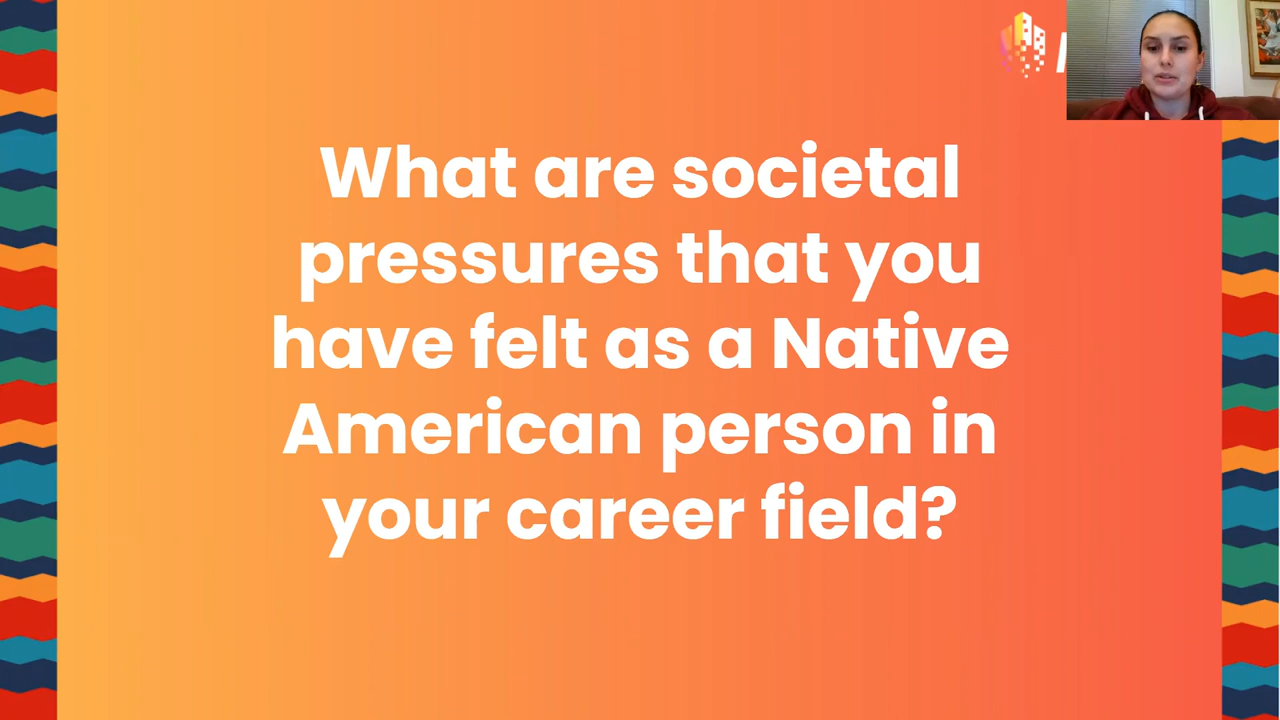 What are societal
pressures that you
have felt as a Native
American person in
your career field?